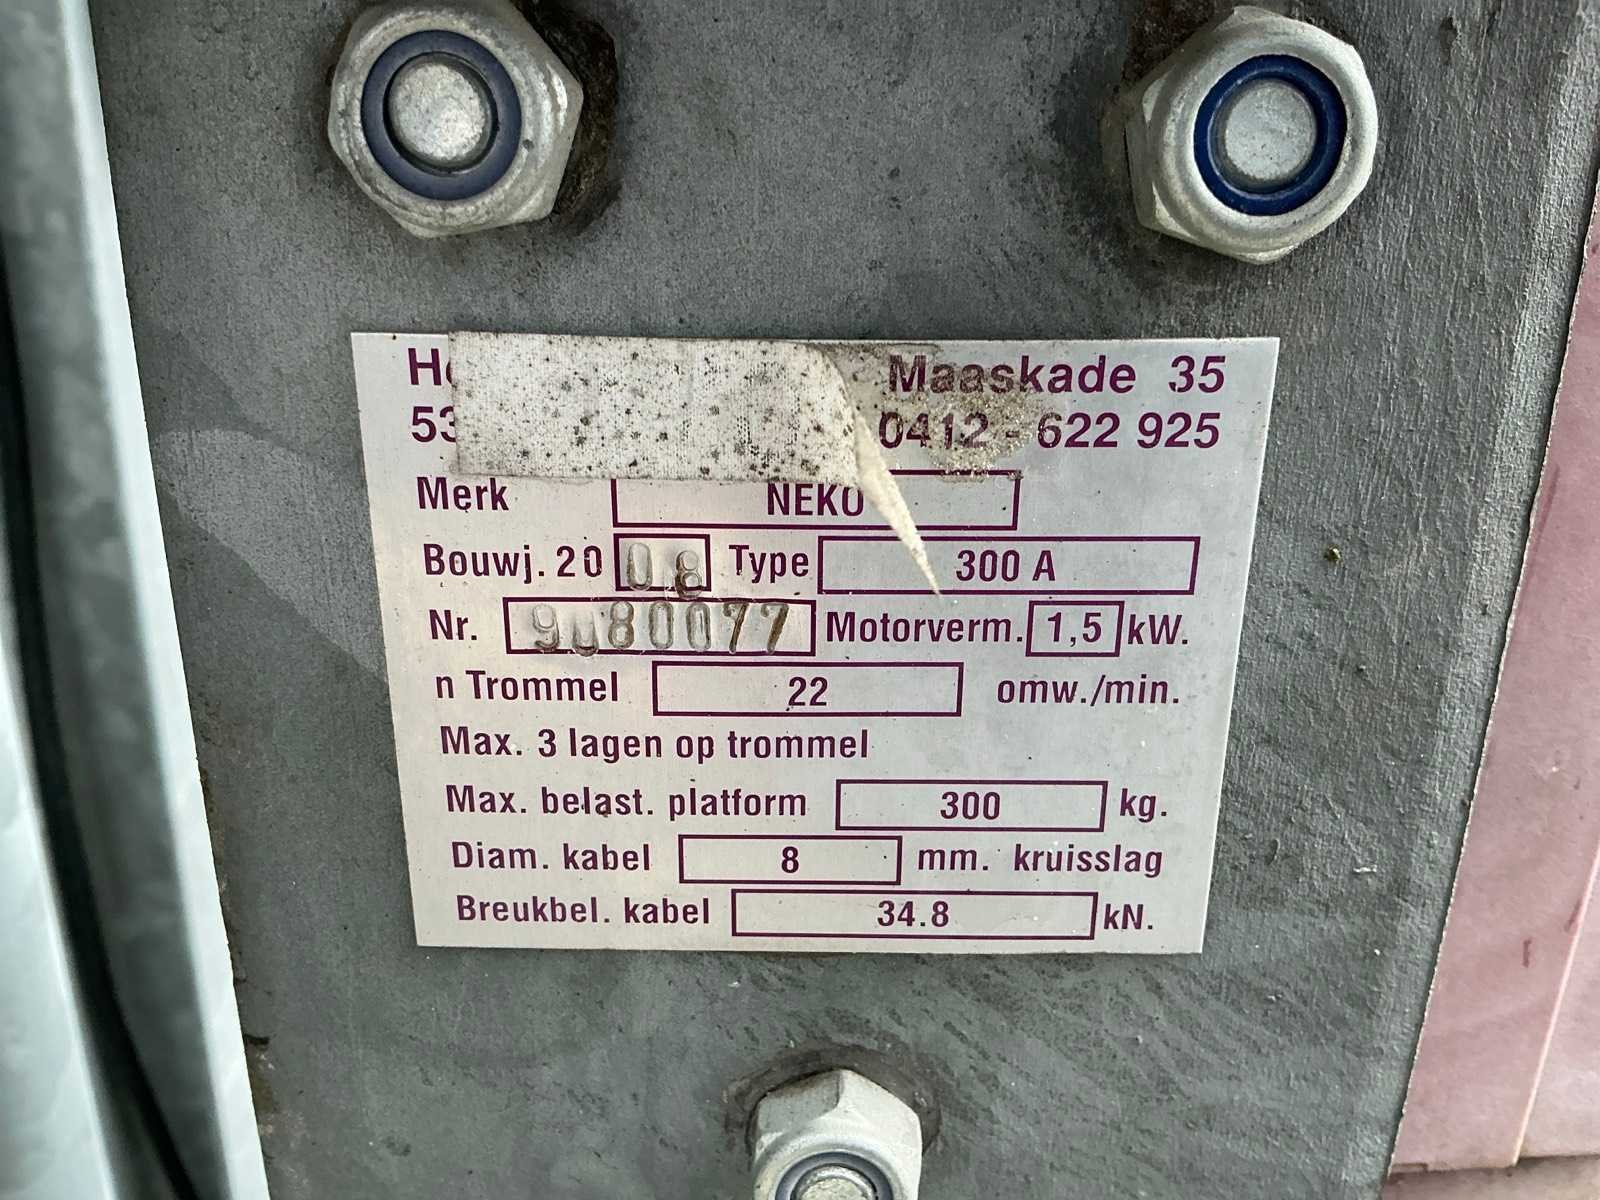 Maaskade 35
0412 - 622 925
Merk NEKO
Bouwj. 20 08 Type 300 A
Nr. 9080077 Motorverm. 1,5 kW.
n Trommel 22 omw./min.
Max. 3 lagen op trommel
Max. belast. platform 300 kg.
Diam. kabel 8 mm. kruisslag
Breukbel. kabel 34.8 kN.